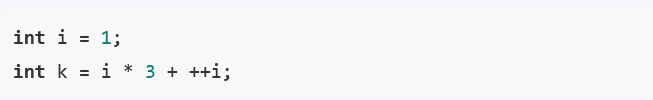 int i = 1;
int k = i * 3 + ++i;